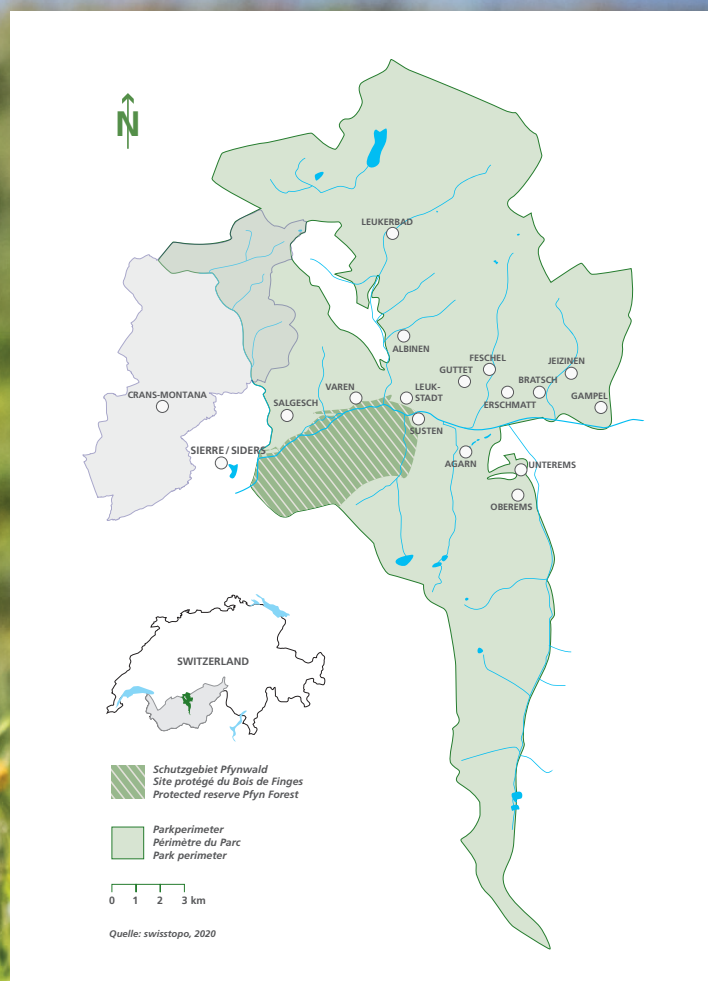 N
LEUKERBAD
ALBINEN
FESCHEL
GUTTET
JEIZINEN
BRATSCH
ERSCHMATT
GAMPEL
VAREN
LEUK-
STADT
CRANS-MONTANA
SALGESCH
SUSTEN
SIERRE / SIDERS
AGARN
UNTEREMS
OBEREMS
SWITZERLAND
Schutzgebiet Pfynwald
Site protégé du Bois de Finges
Protected reserve Pfyn Forest
Parkperimeter
Périmètre du Parc
Park perimeter
0 1 2 3 km
Quelle: swisstopo, 2020